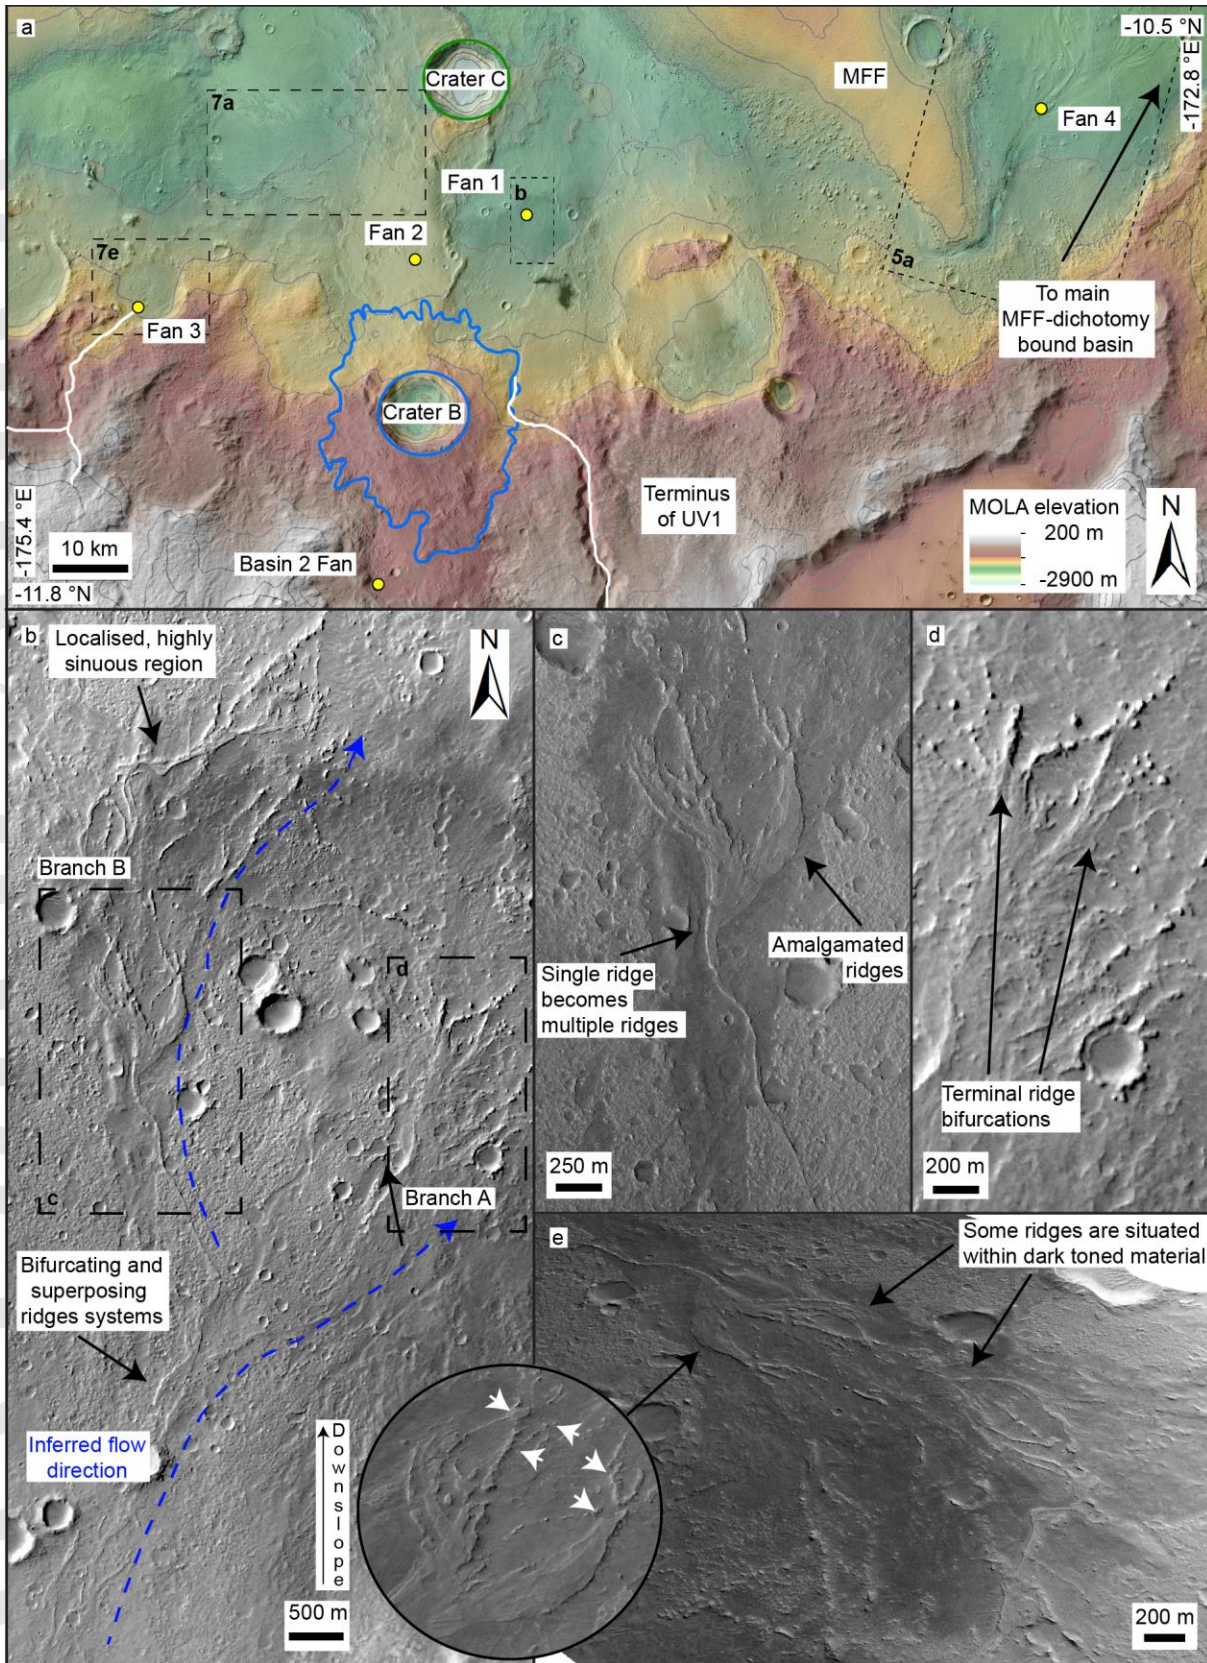 a
Crater C
MFF
-10.5 °N
-172.8 °E
7a
Fan 4
Fan 1
b
Fan 2
7e
5a
Fan 3
To main
MFF-dichotomy
bound basin
Crater B
Terminus
of UV1
MOLA elevation
200 m
-2900 m
N
-175.4 °E
10 km
-11.8 °N
Basin 2 Fan
b
Localised, highly
sinuous region
N
Branch B
d
c
Branch A
Bifurcating and
superposing
ridges systems
Inferred flow
direction
Downslope
500 m
c
Single ridge
becomes
multiple ridges
Amalgamated
ridges
250 m
d
Terminal ridge
bifurcations
200 m
e
Some ridges are situated
within dark toned material
200 m